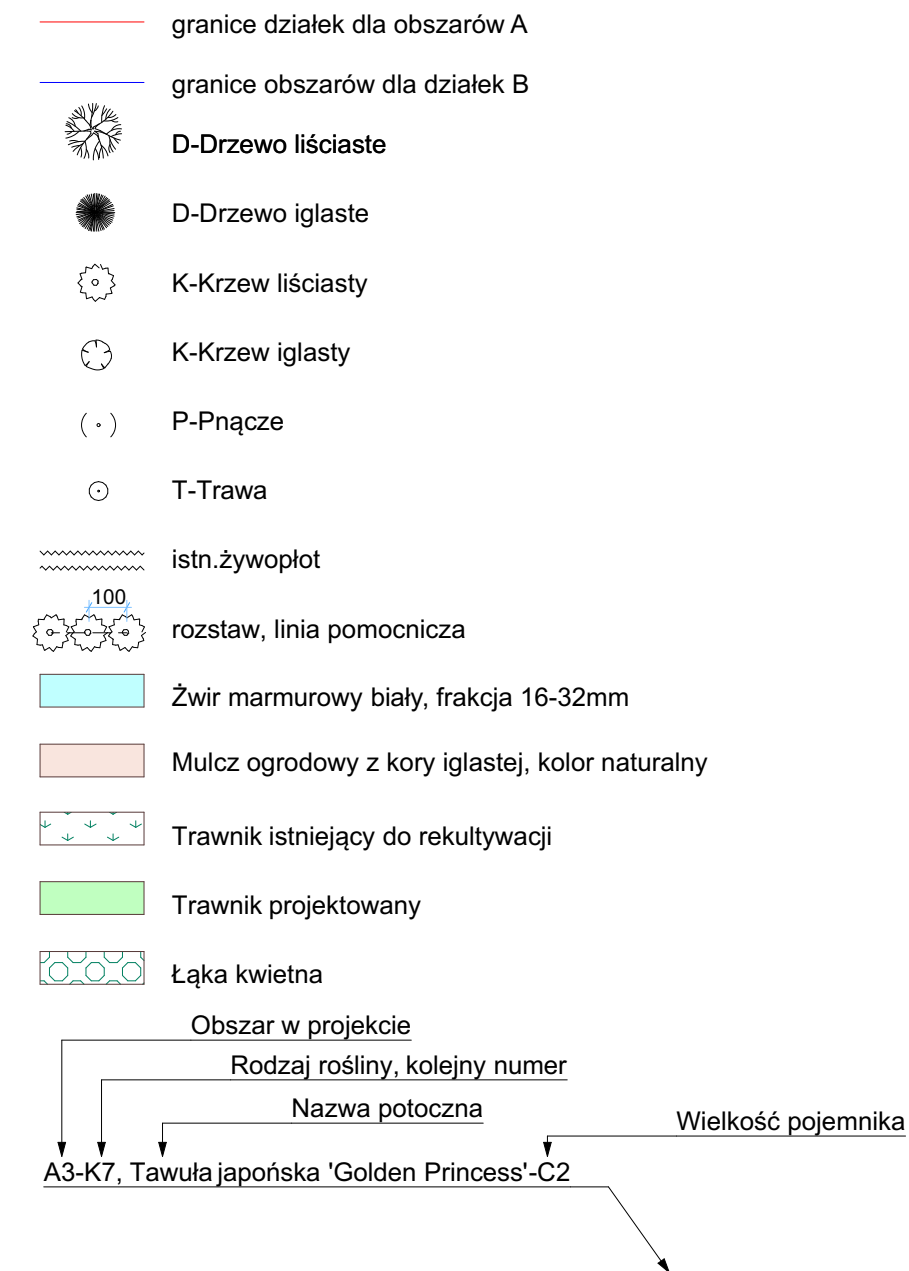 granice działek dla obszarów A
granice obszarów dla działek B
D-Drzewo liściaste
D-Drzewo iglaste
K-Krzew liściasty
K-Krzew iglasty
P-Pnącze
T-Trawa
istn.żywopłot
100
rozstaw, linia pomocnicza
Żwir marmurowy biały, frakcja 16-32mm
Mulcz ogrodowy z kory iglastej, kolor naturalny
Trawnik istniejący do rekultywacji
Trawnik projektowany
Łąka kwietna
Obszar w projekcie
Rodzaj rośliny, kolejny numer
Nazwa potoczna
Wielkość pojemnika
A3-K7, Tawuła japońska 'Golden Princess'-C2